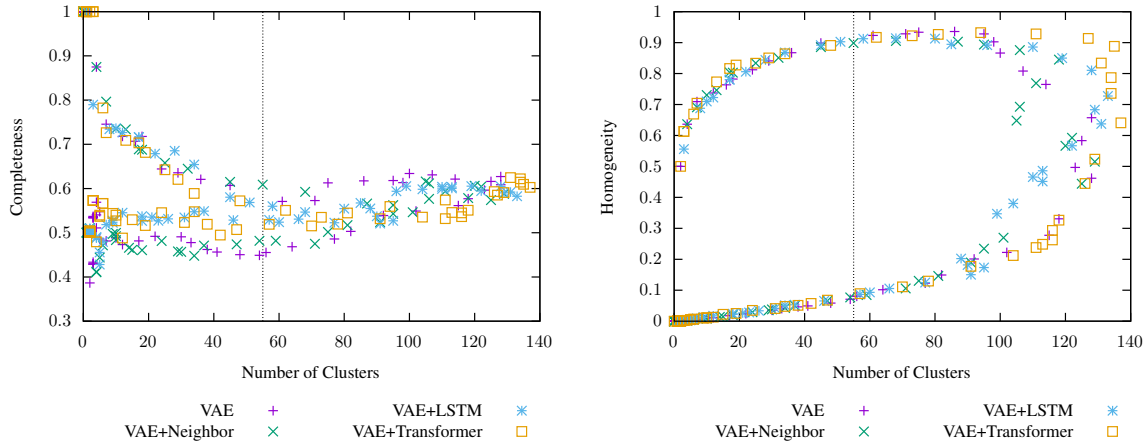 1
0.9
0.8
0.7
0.6
0.5
0.4
0.3
Completeness
0 20 40 60 80 100 120 140
Number of Clusters
VAE
VAE+Neighbor
VAE+LSTM
VAE+Transformer
1
0.9
0.8
0.7
0.6
0.5
0.4
0.3
0.2
0.1
0
Homogeneity
0 20 40 60 80 100 120 140
Number of Clusters
VAE
VAE+Neighbor
VAE+LSTM
VAE+Transformer